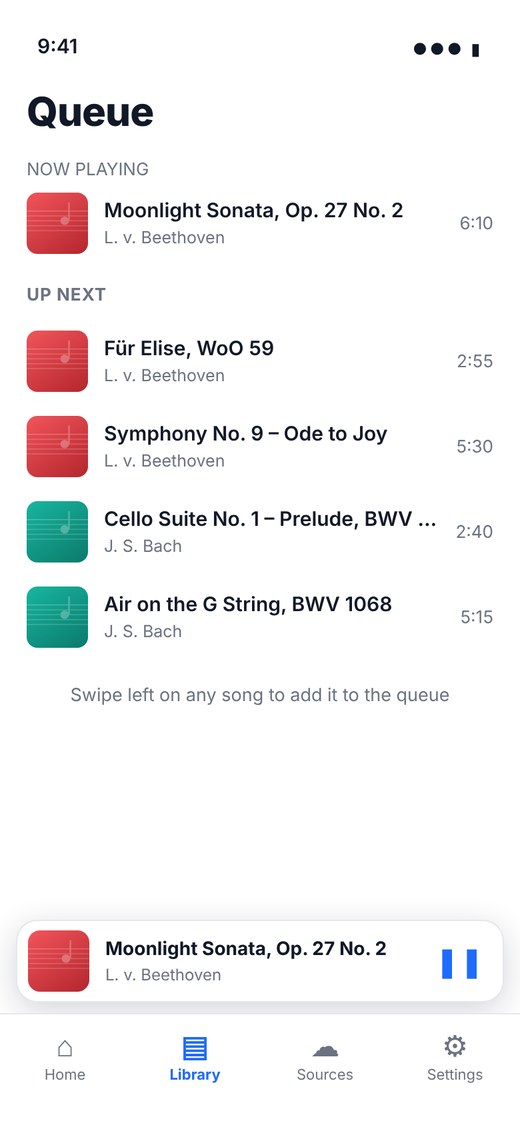 9:41
Queue
NOW PLAYING
Moonlight Sonata, Op. 27 No. 2
L. v. Beethoven
6:10
UP NEXT
Für Elise, WoO 59
L. v. Beethoven
2:55
Symphony No. 9 – Ode to Joy
L. v. Beethoven
5:30
Cello Suite No. 1 – Prelude, BWV ...
J. S. Bach
2:40
Air on the G String, BWV 1068
J. S. Bach
5:15
Swipe left on any song to add it to the queue
Moonlight Sonata, Op. 27 No. 2
L. v. Beethoven
Home
Library
Sources
Settings